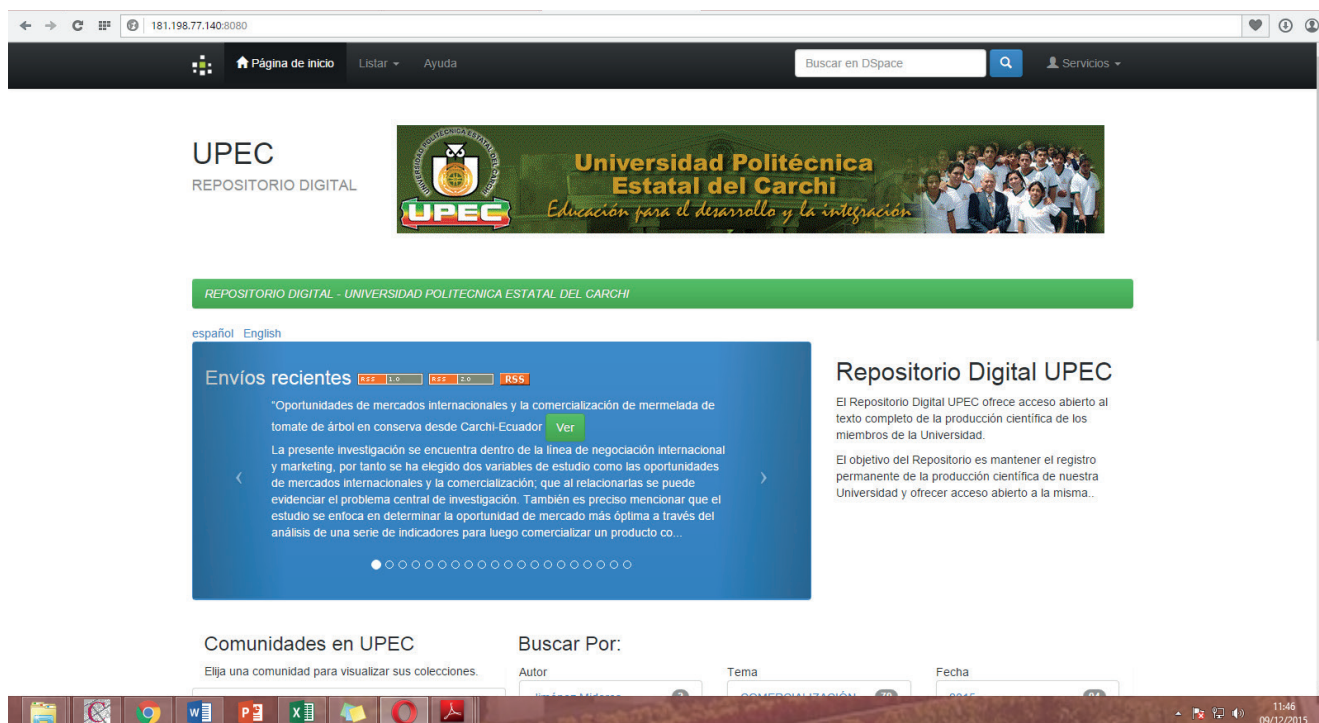 181.198.77.140:8080
Página de inicio Listar Ayuda Buscar en DSpace Servicios
UPEC
REPOSITORIO DIGITAL
UNIVERSIDAD POLITÉCNICA ESTATAL DEL CARCHI
UPEC
Universidad Politécnica
Estatal del Carchi
Educación para el desarrollo y la integración
REPOSITORIO DIGITAL - UNIVERSIDAD POLITECNICA ESTATAL DEL CARCHI
español English
Envíos recientes RSS 1.0 RSS 2.0 RSS
"Oportunidades de mercados internacionales y la comercialización de mermelada de
tomate de árbol en conserva desde Carchi-Ecuador Ver
La presente investigación se encuentra dentro de la línea de negociación internacional
y marketing, por tanto se ha elegido dos variables de estudio como las oportunidades
de mercados internacionales y la comercialización; que al relacionarlas se puede
evidenciar el problema central de investigación. También es preciso mencionar que el
estudio se enfoca en determinar la oportunidad de mercado más óptima a través del
análisis de una serie de indicadores para luego comercializar un producto co...
Repositorio Digital UPEC
El Repositorio Digital UPEC ofrece acceso abierto al
texto completo de la producción científica de los
miembros de la Universidad.
El objetivo del Repositorio es mantener el registro
permanente de la producción científica de nuestra
Universidad y ofrecer acceso abierto a la misma..
Comunidades en UPEC
Elija una comunidad para visualizar sus colecciones.
Buscar Por:
Autor Tema Fecha
COMERCIALIZACIÓN 2015
11:46
09/12/2015